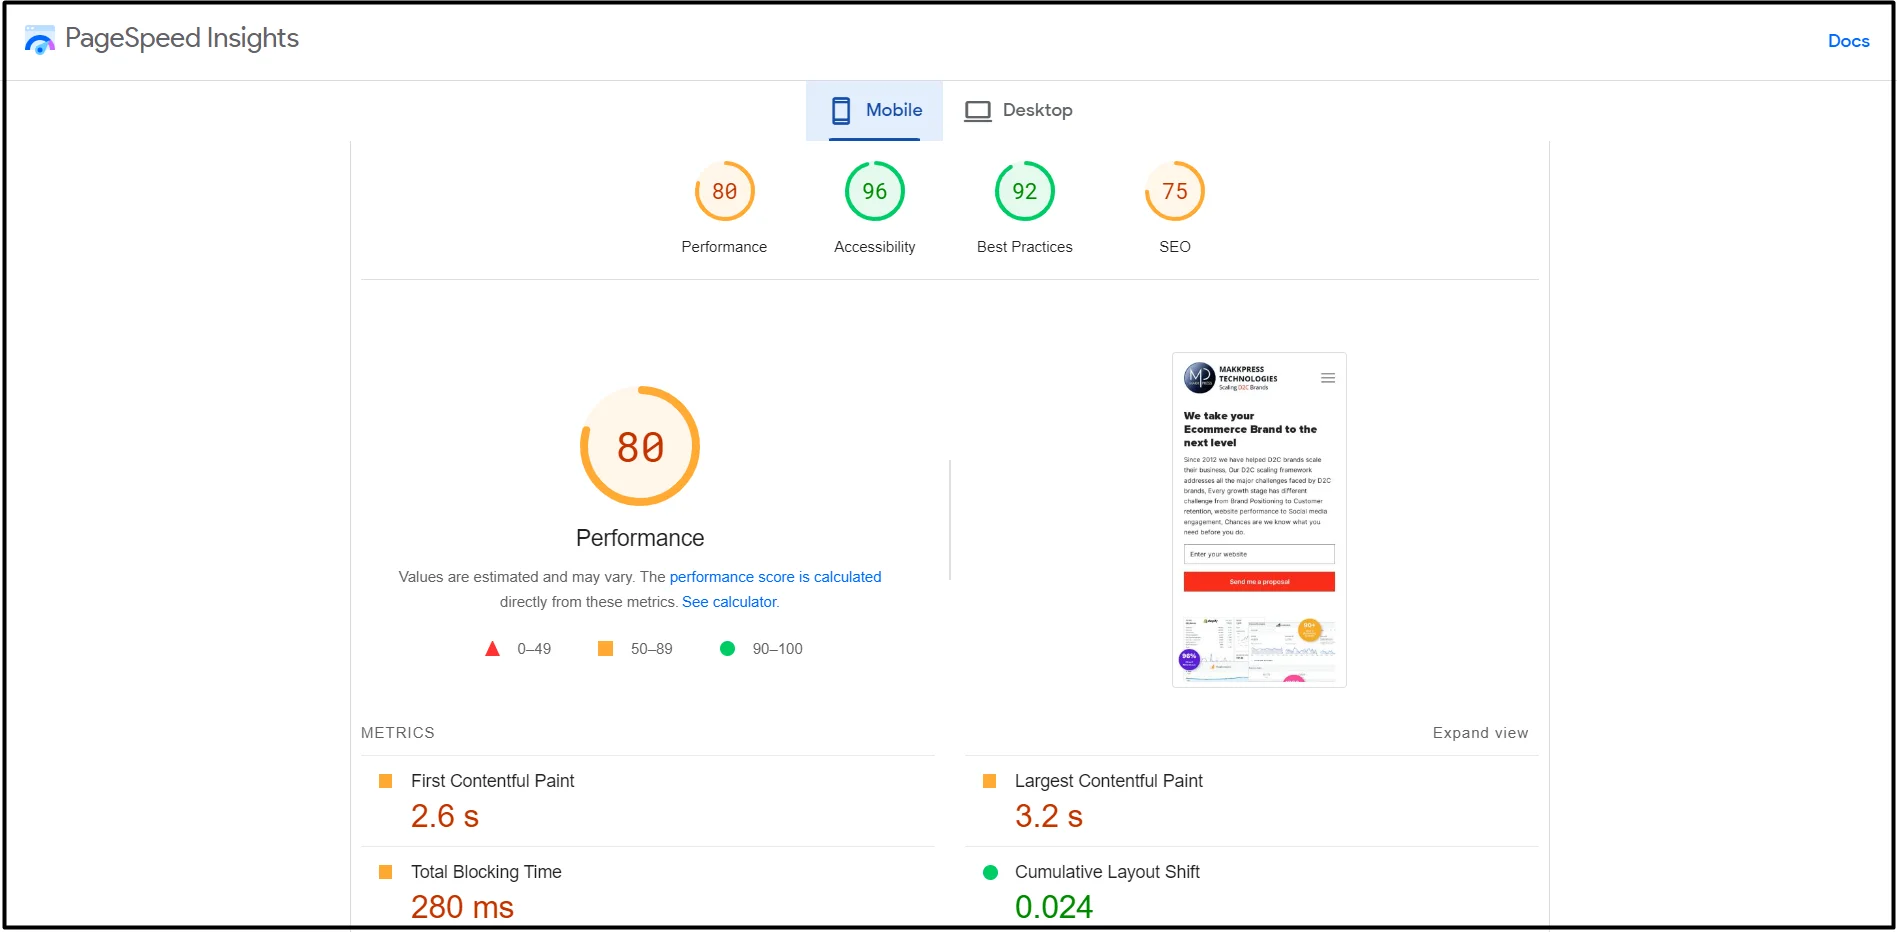 PageSpeed Insights
Docs
Mobile
Desktop
80
96
92
75
Performance
Accessibility
Best Practices
SEO
80
Performance
Values are estimated and may vary. The performance score is calculated
directly from these metrics. See calculator.
0–49
50–89
90–100
MP
MAKKPRESS
TECHNOLOGIES
Scaling D2C Brands
We take your
Ecommerce Brand to the
next level
Since 2012 we have helped D2C brands scale
their business, Our D2C scaling framework
addresses all the major challenges faced by D2C
brands, Every growth stage has different
challenge from Brand Positioning to Customer
retention, website performance to Social media
engagement, Chances are we know what you
need before you do.
Enter your website
Send me a proposal
shopify
90+
96%
METRICS
Expand view
First Contentful Paint
2.6 s
Largest Contentful Paint
3.2 s
Total Blocking Time
280 ms
Cumulative Layout Shift
0.024